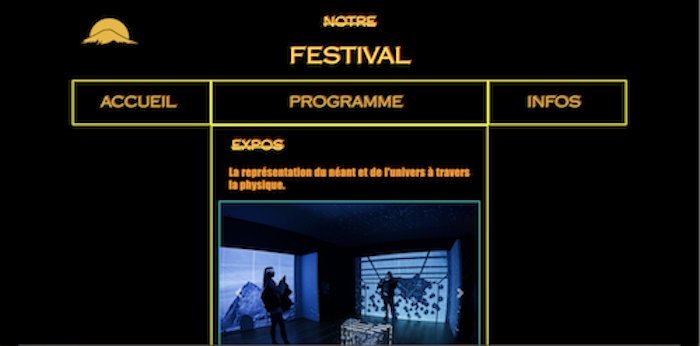 NOTRE
FESTIVAL
ACCUEIL PROGRAMME INFOS
EXPOS
La représentation du néant et de l'univers à travers
la physique.